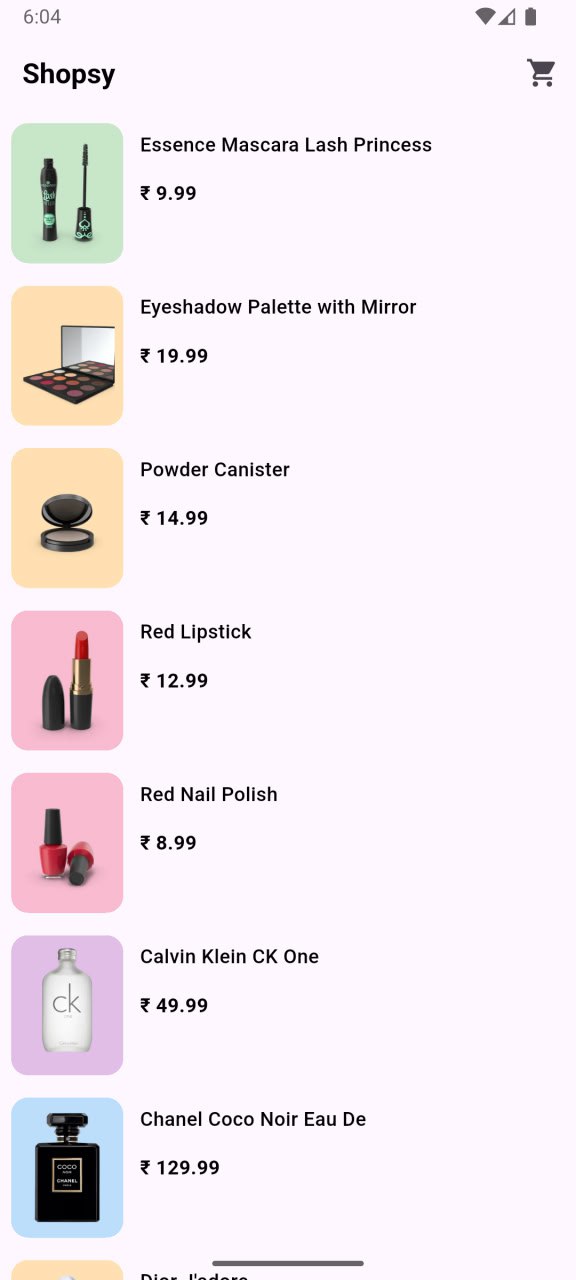 6:04
Shopsy
Essence Mascara Lash Princess
₹ 9.99
Eyeshadow Palette with Mirror
₹ 19.99
Powder Canister
₹ 14.99
Red Lipstick
₹ 12.99
Red Nail Polish
₹ 8.99
Calvin Klein CK One
₹ 49.99
ck
Chanel Coco Noir Eau De
₹ 129.99
COCO
NOIR
CHANEL
Dior J'adore